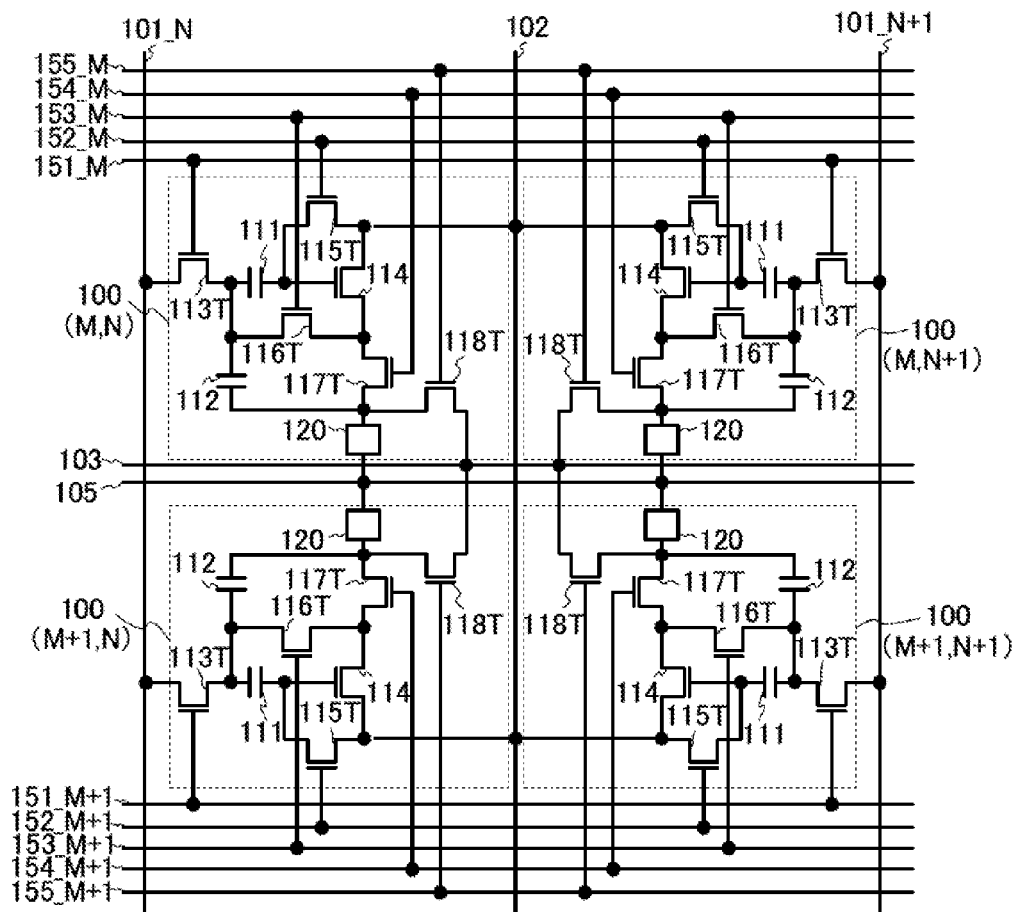 101_N
102
101_N+1
155_M
154_M
153_M
152_M
151_M
111
115T
114
113T
100
(M,N)
116T
118T
117T
112
120
115T
111
114
113T
100
(M,N+1)
116T
118T
117T
112
120
103
105
120
112
117T
116T
118T
100
(M+1,N)
113T
114
111
115T
120
112
117T
116T
118T
100
(M+1,N+1)
113T
114
115T
111
151_M+1
152_M+1
153_M+1
154_M+1
155_M+1